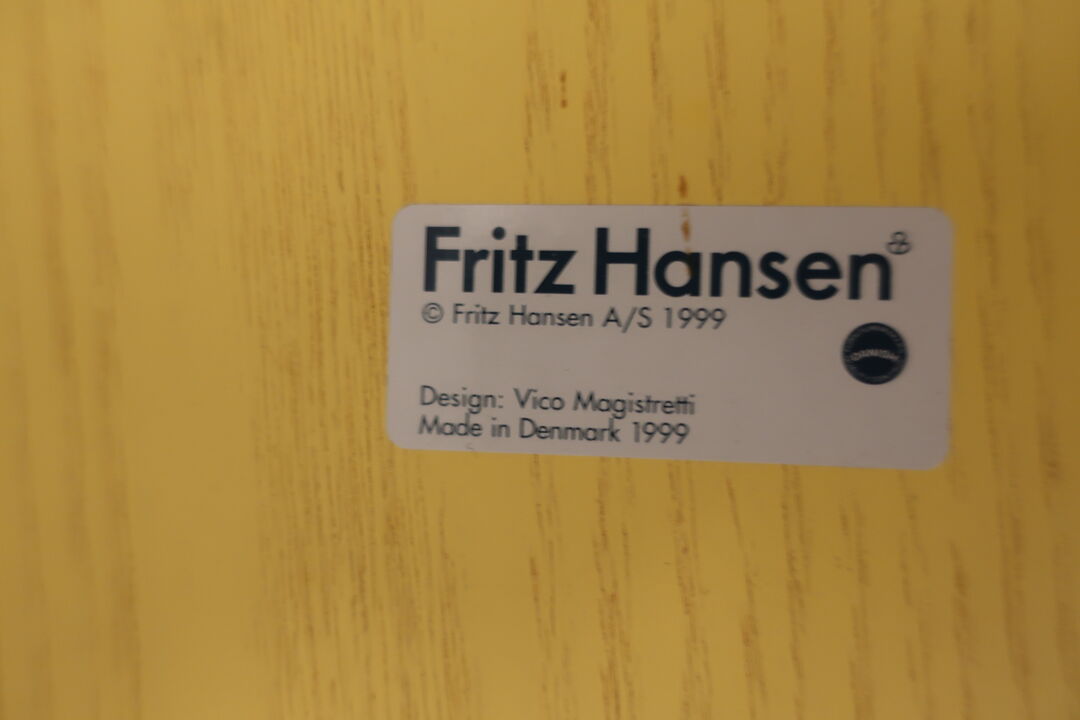 Fritz Hansen
© Fritz Hansen A/S 1999
Design: Vico Magistretti
Made in Denmark 1999